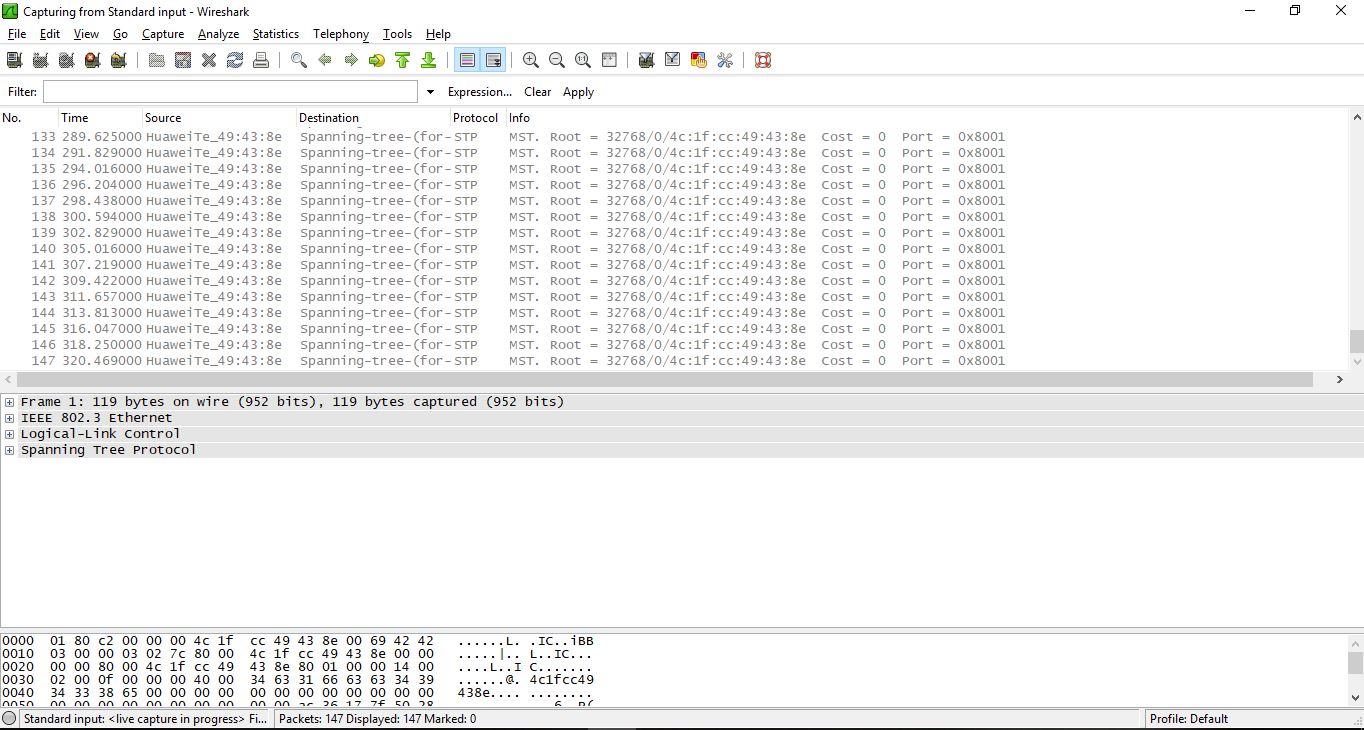 Capturing from Standard input - Wireshark
File Edit View Go Capture Analyze Statistics Telephony Tools Help
Filter: Expression... Clear Apply
No. Time Source Destination Protocol Info
133 289.625000 HuaweiTe_49:43:8e Spanning-tree-(for- STP MST. Root = 32768/0/4c:1f:cc:49:43:8e Cost = 0 Port = 0x8001
134 291.829000 HuaweiTe_49:43:8e Spanning-tree-(for- STP MST. Root = 32768/0/4c:1f:cc:49:43:8e Cost = 0 Port = 0x8001
135 294.016000 HuaweiTe_49:43:8e Spanning-tree-(for- STP MST. Root = 32768/0/4c:1f:cc:49:43:8e Cost = 0 Port = 0x8001
136 296.204000 HuaweiTe_49:43:8e Spanning-tree-(for- STP MST. Root = 32768/0/4c:1f:cc:49:43:8e Cost = 0 Port = 0x8001
137 298.438000 HuaweiTe_49:43:8e Spanning-tree-(for- STP MST. Root = 32768/0/4c:1f:cc:49:43:8e Cost = 0 Port = 0x8001
138 300.594000 HuaweiTe_49:43:8e Spanning-tree-(for- STP MST. Root = 32768/0/4c:1f:cc:49:43:8e Cost = 0 Port = 0x8001
139 302.829000 HuaweiTe_49:43:8e Spanning-tree-(for- STP MST. Root = 32768/0/4c:1f:cc:49:43:8e Cost = 0 Port = 0x8001
140 305.016000 HuaweiTe_49:43:8e Spanning-tree-(for- STP MST. Root = 32768/0/4c:1f:cc:49:43:8e Cost = 0 Port = 0x8001
141 307.219000 HuaweiTe_49:43:8e Spanning-tree-(for- STP MST. Root = 32768/0/4c:1f:cc:49:43:8e Cost = 0 Port = 0x8001
142 309.422000 HuaweiTe_49:43:8e Spanning-tree-(for- STP MST. Root = 32768/0/4c:1f:cc:49:43:8e Cost = 0 Port = 0x8001
143 311.657000 HuaweiTe_49:43:8e Spanning-tree-(for- STP MST. Root = 32768/0/4c:1f:cc:49:43:8e Cost = 0 Port = 0x8001
144 313.813000 HuaweiTe_49:43:8e Spanning-tree-(for- STP MST. Root = 32768/0/4c:1f:cc:49:43:8e Cost = 0 Port = 0x8001
145 316.047000 HuaweiTe_49:43:8e Spanning-tree-(for- STP MST. Root = 32768/0/4c:1f:cc:49:43:8e Cost = 0 Port = 0x8001
146 318.250000 HuaweiTe_49:43:8e Spanning-tree-(for- STP MST. Root = 32768/0/4c:1f:cc:49:43:8e Cost = 0 Port = 0x8001
147 320.469000 HuaweiTe_49:43:8e Spanning-tree-(for- STP MST. Root = 32768/0/4c:1f:cc:49:43:8e Cost = 0 Port = 0x8001
Frame 1: 119 bytes on wire (952 bits), 119 bytes captured (952 bits)
IEEE 802.3 Ethernet
Logical-Link Control
Spanning Tree Protocol
0000 01 80 c2 00 00 00 4c 1f cc 49 43 8e 00 69 42 42 ......L. .IC..iBB
0010 03 00 00 03 02 7c 80 00 4c 1f cc 49 43 8e 00 00 .....|.. L..IC...
0020 00 00 80 00 4c 1f cc 49 43 8e 80 01 00 00 14 00 ....L..I C.......
0030 02 00 0f 00 00 00 40 00 34 63 31 66 63 63 34 39 ......@. 4c1fcc49
0040 34 33 38 65 00 00 00 00 00 00 00 00 00 00 00 00 438e.... ........
0050 00 00 00 00 00 00 00 00 00 ac 36 17 7f 50 28
Standard input: <live capture in progress> Fi... Packets: 147 Displayed: 147 Marked: 0 Profile: Default